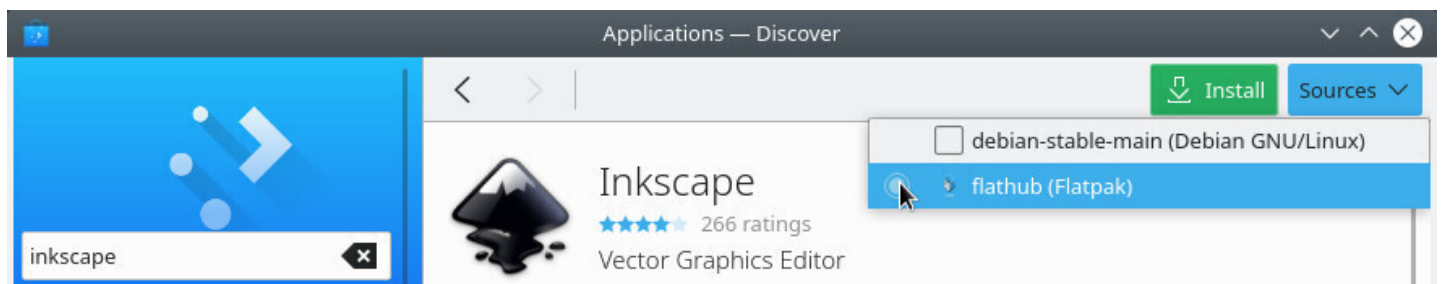 Applications — Discover
Install
Sources
debian-stable-main (Debian GNU/Linux)
flathub (Flatpak)
Inkscape
266 ratings
Vector Graphics Editor
inkscape